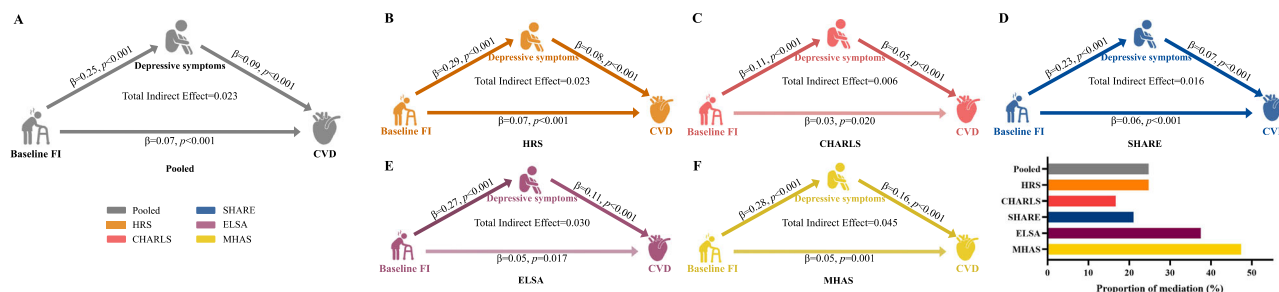 A
β=0.25, p<0.001
β=0.09, p<0.001
Depressive symptoms
Total Indirect Effect=0.023
Baseline FI
β=0.07, p<0.001
CVD
Pooled
Pooled
HRS
CHARLS
SHARE
ELSA
MHAS
B
β=0.29, p<0.001
β=0.08, p<0.001
Depressive symptoms
Total Indirect Effect=0.023
Baseline FI
β=0.07, p<0.001
CVD
HRS
C
β=0.11, p<0.001
β=0.05, p<0.001
Depressive symptoms
Total Indirect Effect=0.006
Baseline FI
β=0.03, p=0.020
CVD
CHARLS
D
β=0.23, p<0.001
β=0.07, p<0.001
Depressive symptoms
Total Indirect Effect=0.016
Baseline FI
β=0.06, p<0.001
CVD
SHARE
E
β=0.27, p<0.001
β=0.11, p<0.001
Depressive symptoms
Total Indirect Effect=0.030
Baseline FI
β=0.05, p=0.017
CVD
ELSA
F
β=0.28, p<0.001
β=0.16, p<0.001
Depressive symptoms
Total Indirect Effect=0.045
Baseline FI
β=0.05, p=0.001
CVD
MHAS
Pooled
HRS
CHARLS
SHARE
ELSA
MHAS
0 10 20 30 40 50
Proportion of mediation (%)